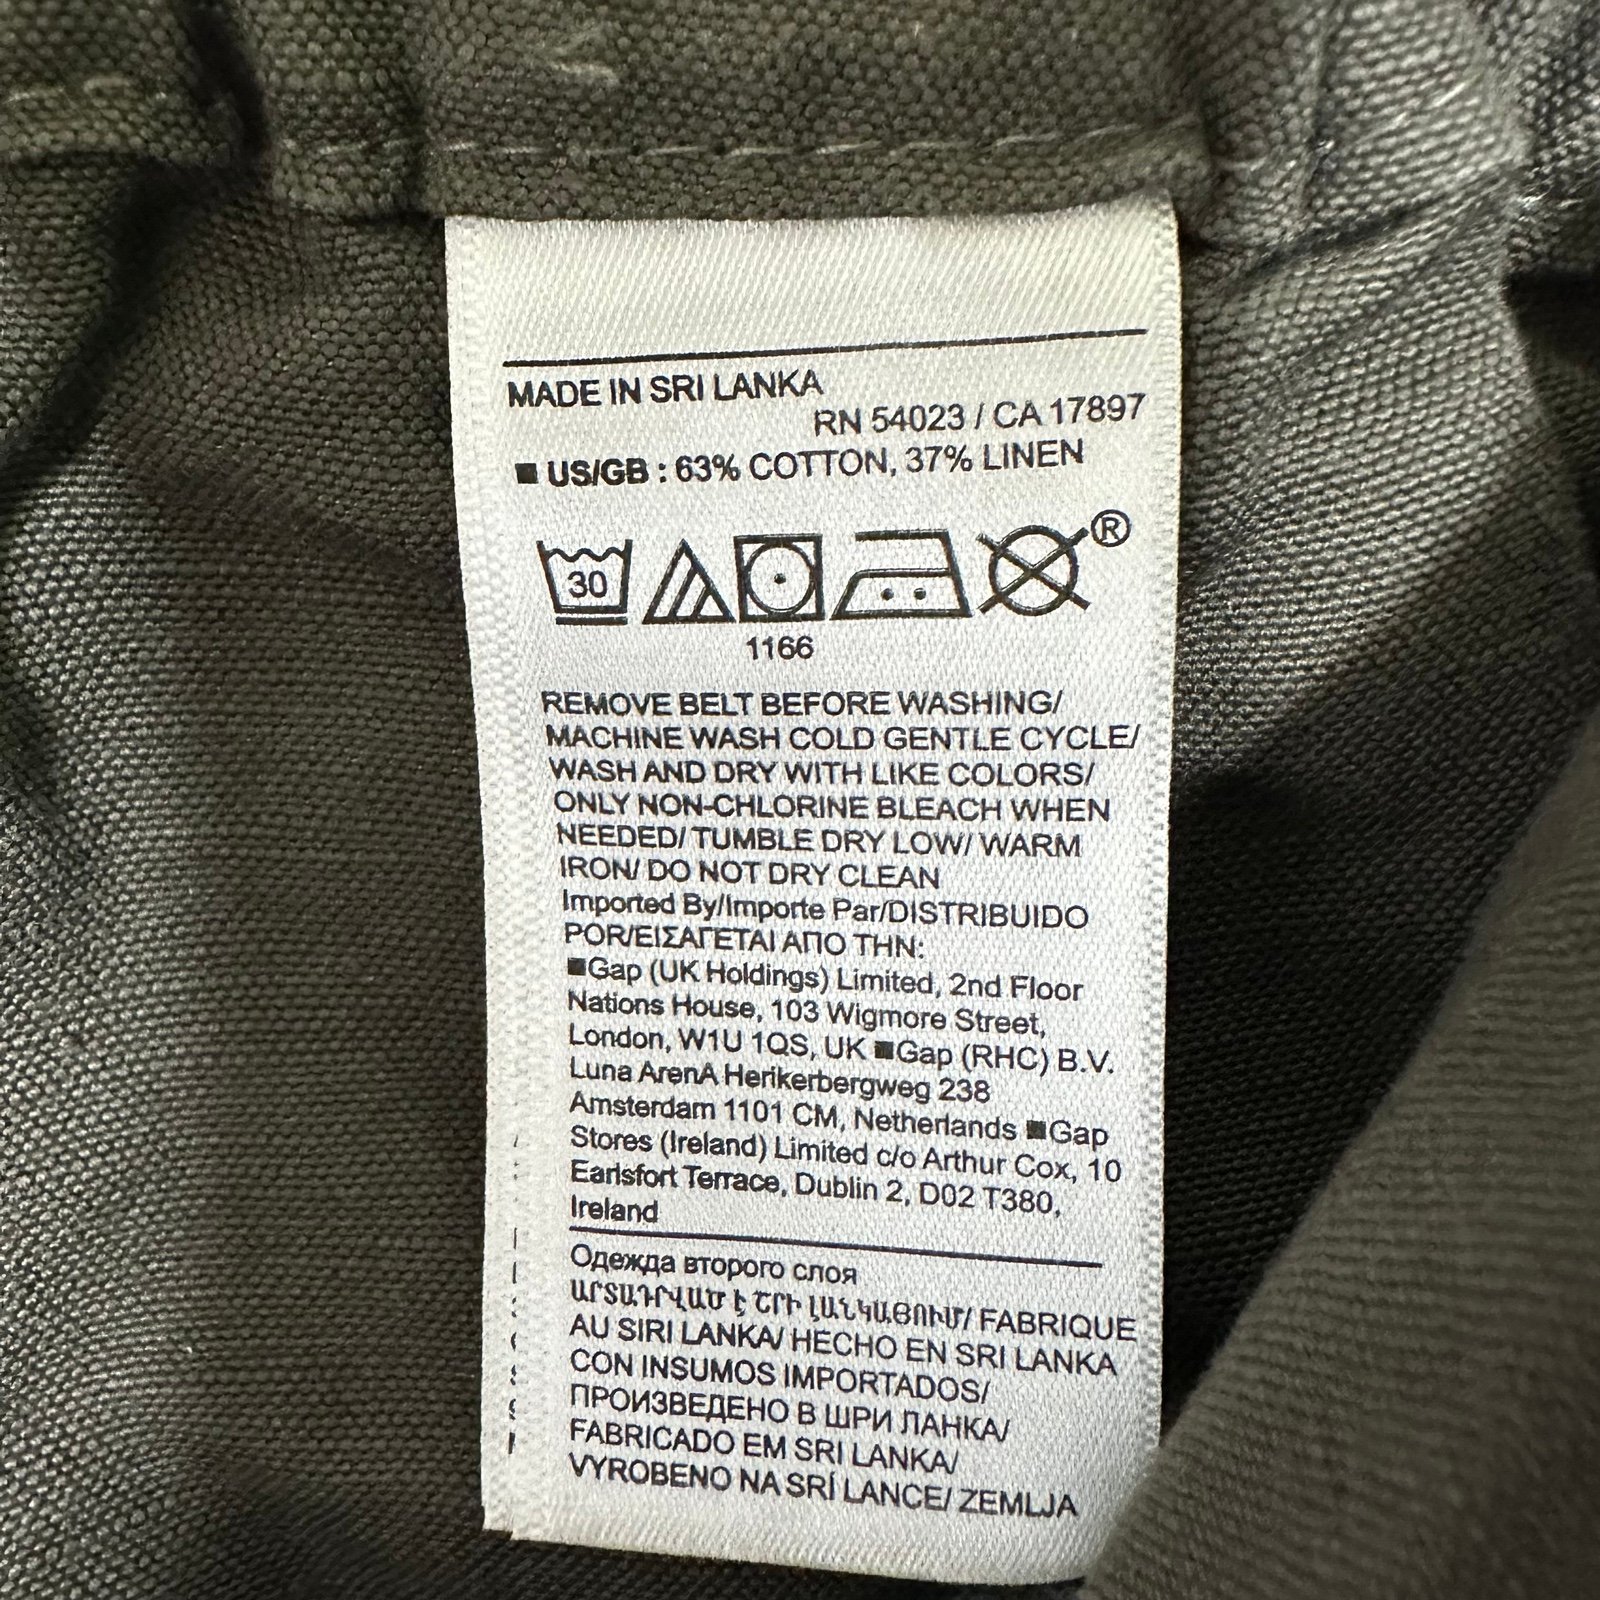 MADE IN SRI LANKA
RN 54023 / CA 17897
■ US/GB : 63% COTTON, 37% LINEN
30
®
1166
REMOVE BELT BEFORE WASHING/
MACHINE WASH COLD GENTLE CYCLE/
WASH AND DRY WITH LIKE COLORS/
ONLY NON-CHLORINE BLEACH WHEN
NEEDED/ TUMBLE DRY LOW/ WARM
IRON/ DO NOT DRY CLEAN
Imported By/Importe Par/DISTRIBUIDO
POR/ΕΙΣΑΓΕΤΑΙ ΑΠΟ ΤΗΝ:
■Gap (UK Holdings) Limited, 2nd Floor
Nations House, 103 Wigmore Street,
London, W1U 1QS, UK ■Gap (RHC) B.V.
Luna ArenA Herikerbergweg 238
Amsterdam 1101 CM, Netherlands ■Gap
Stores (Ireland) Limited c/o Arthur Cox, 10
Earlsfort Terrace, Dublin 2, D02 T380,
Ireland
Одежда второго слоя
ԱՐՏԱԴՐՎԱԾ Է ՇՐԻ ԼԱՆԿԱՅՈՒՄ/ FABRIQUE
AU SIRI LANKA/ HECHO EN SRI LANKA
CON INSUMOS IMPORTADOS/
ПРОИЗВЕДЕНО В ШРИ ЛАНКА/
FABRICADO EM SRI LANKA/
VYROBENO NA SRÍ LANCE/ ZEMLJA